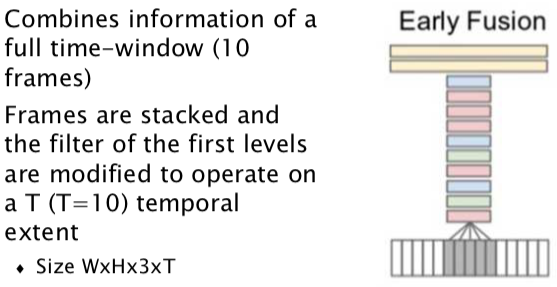 Combines information of a
full time-window (10
frames)
Frames are stacked and
the filter of the first levels
are modified to operate on
a T (T=10) temporal
extent
♦ Size WxHx3xT
Early Fusion